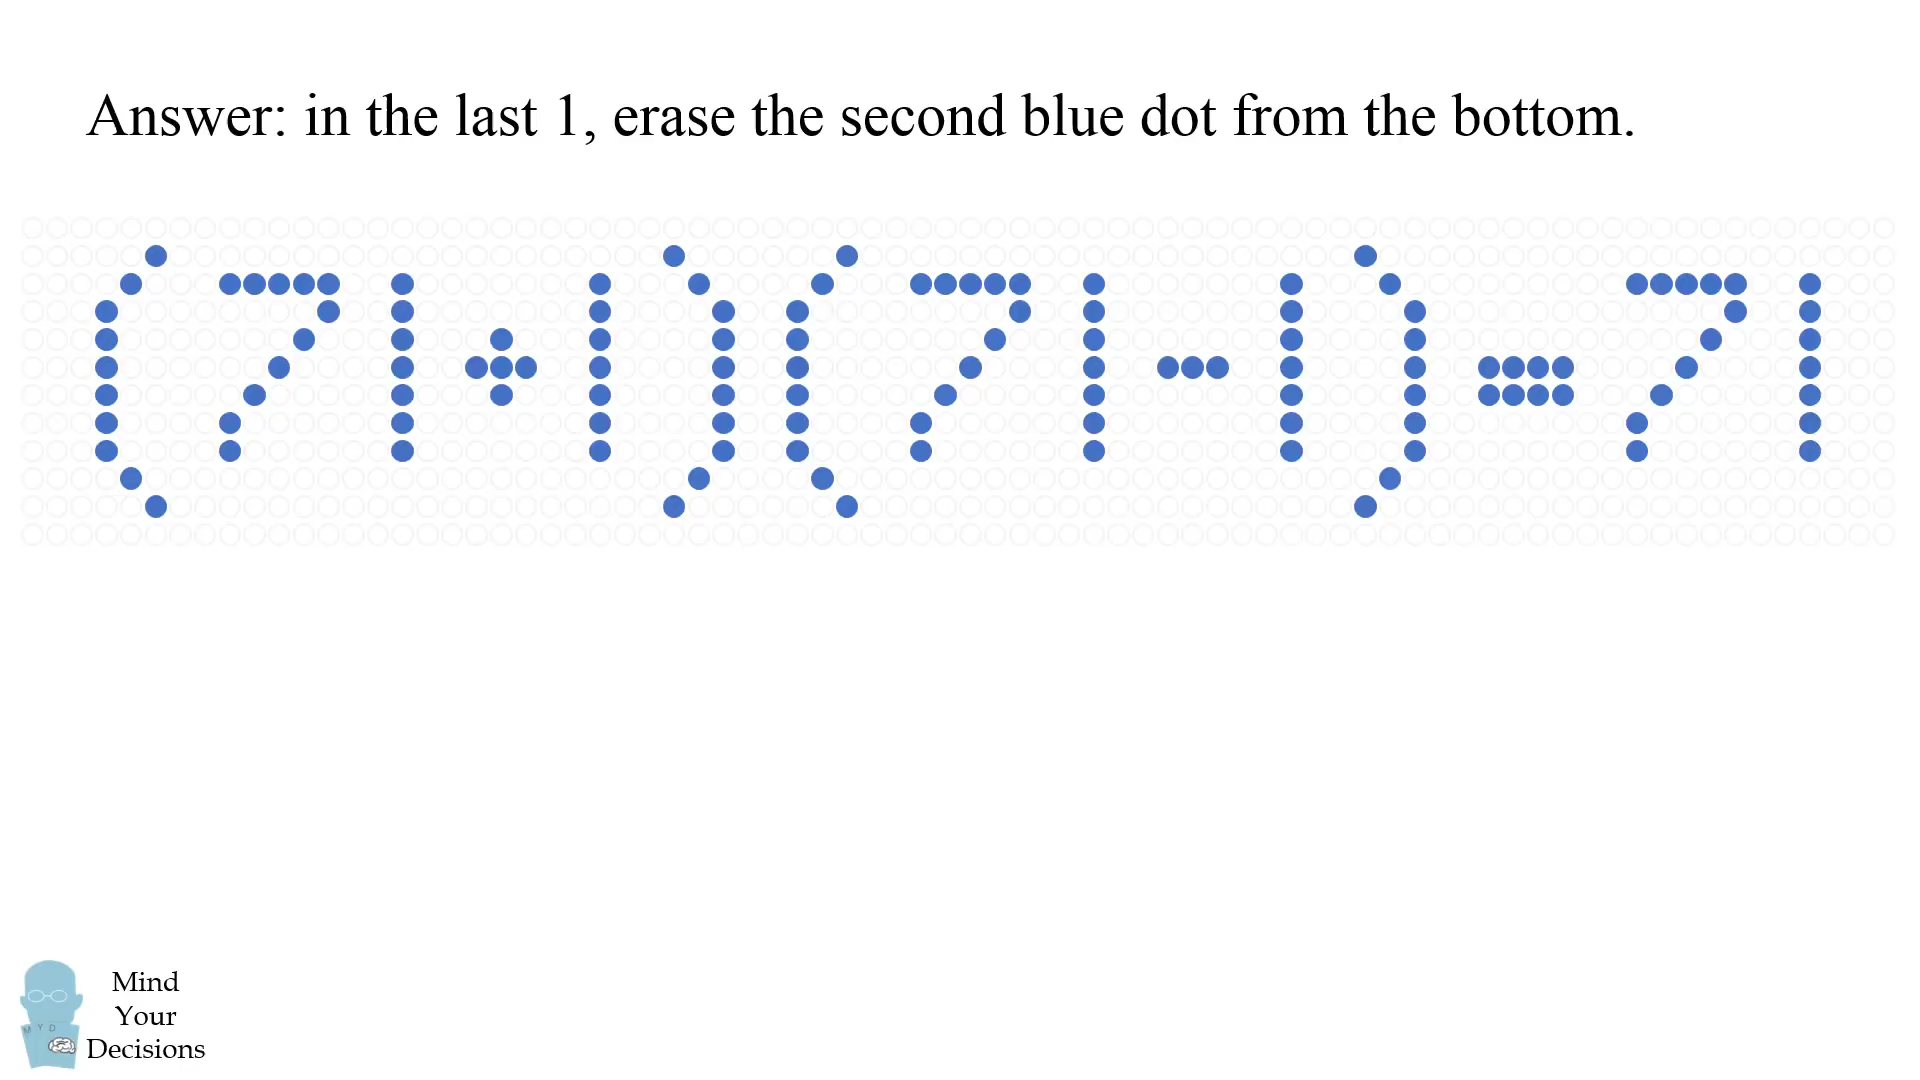 Answer: in the last 1, erase the second blue dot from the bottom.
(71+1)(71-1)=71
M Y D
Mind
Your
Decisions